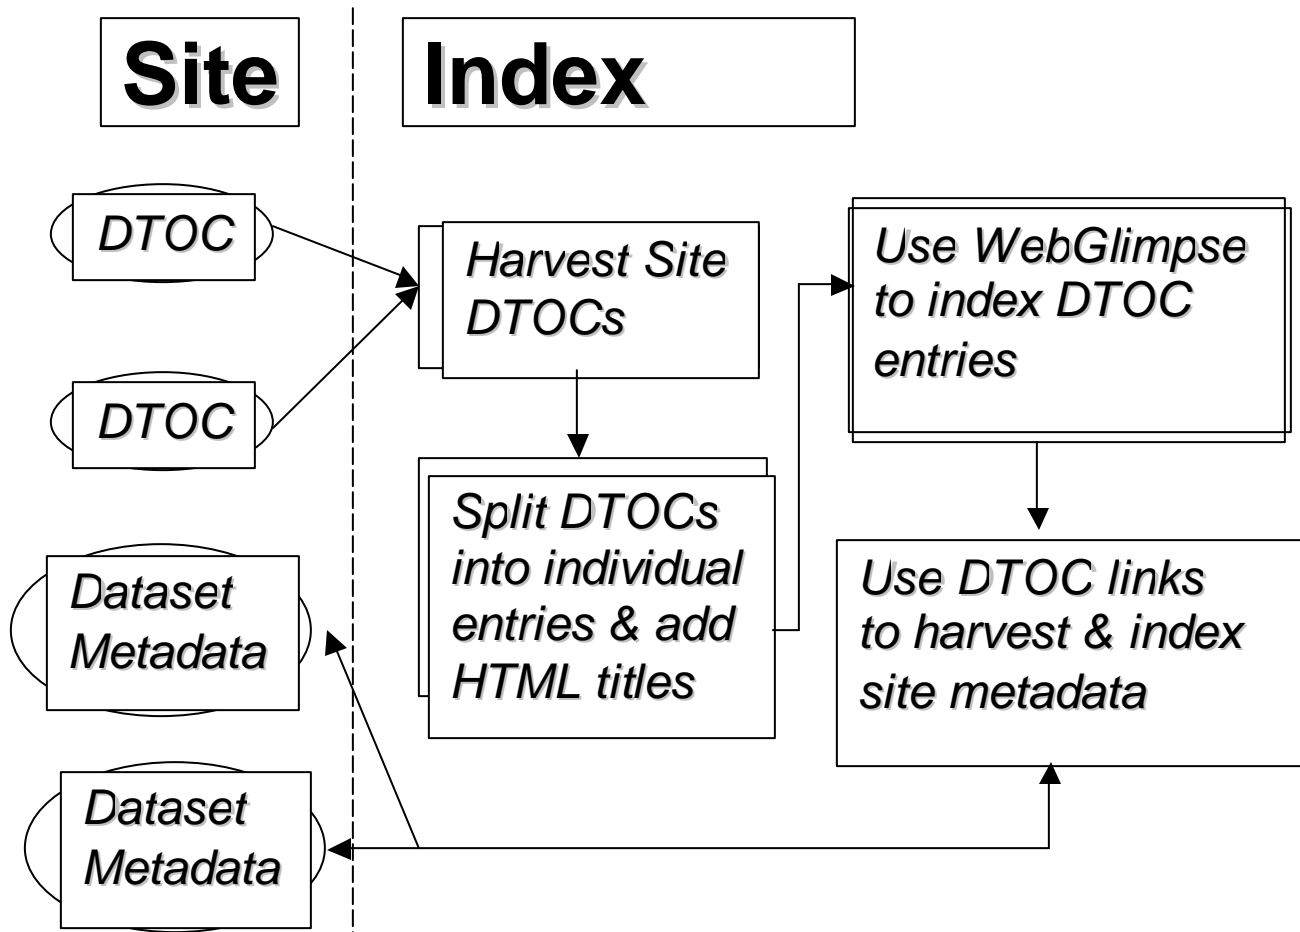 Site
Index
DTOC
DTOC
Dataset
Metadata
Dataset
Metadata
Harvest Site
DTOCs
Split DTOCs
into individual
entries & add
HTML titles
Use WebGlimpse
to index DTOC
entries
Use DTOC links
to harvest & index
site metadata